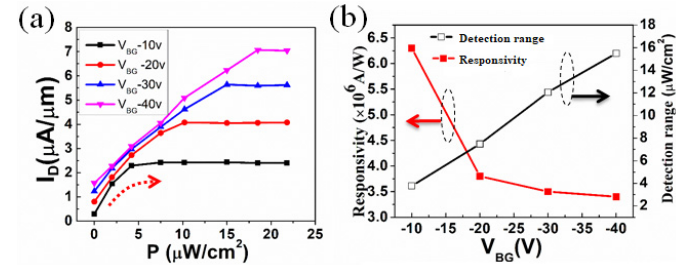 (a)
I_D(μA/μm)
8
7
6
5
4
3
2
1
0
V_BG-10v
V_BG-20v
V_BG-30v
V_BG-40v
0 5 10 15 20 25
P (μW/cm²)
(b)
Responsivity (×10⁶A/W)
6.5
6.0
5.5
5.0
4.5
4.0
3.5
3.0
Detection range
Responsivity
-10 -15 -20 -25 -30 -35 -40
V_BG(V)
18
16
14
12
10
8
6
4
2
0
Detection range (μW/cm²)